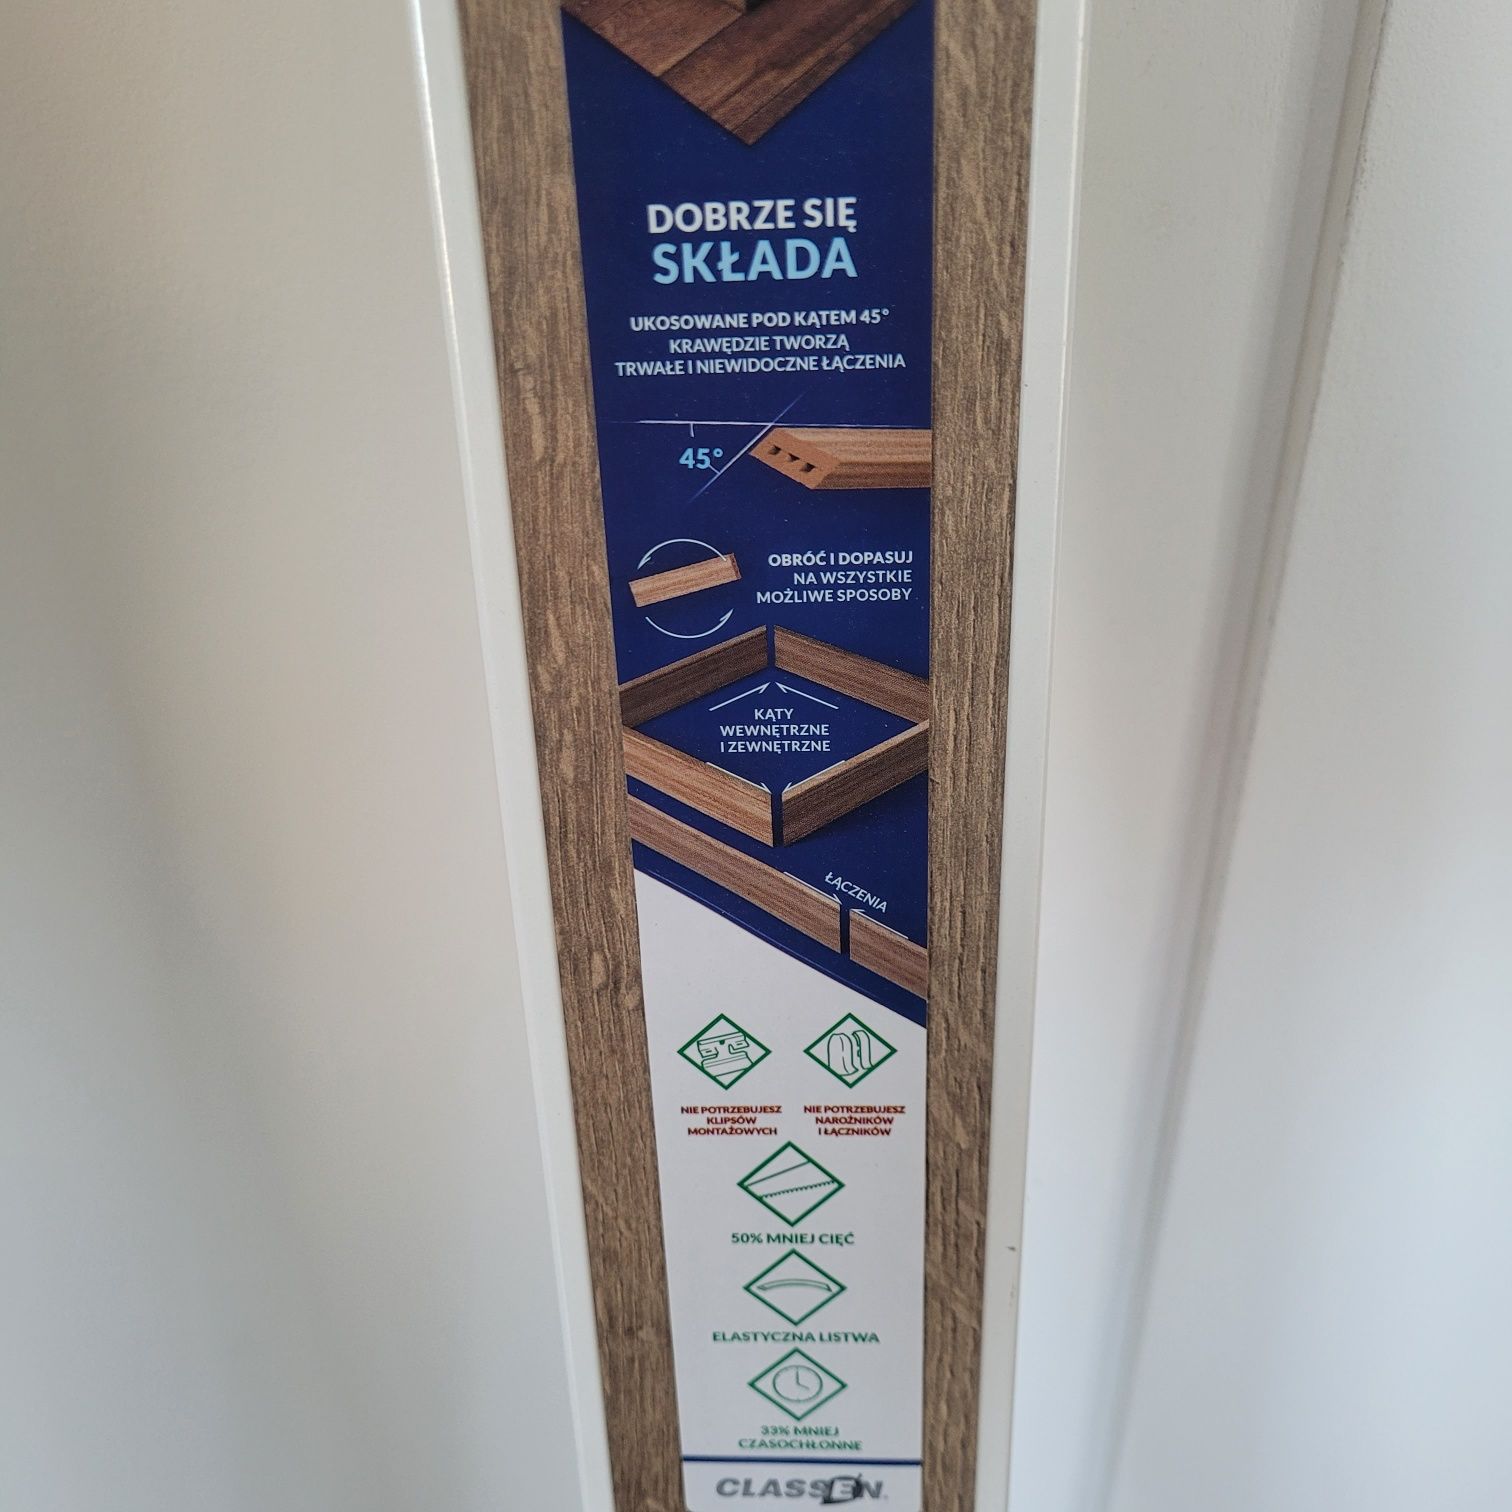 DOBRZE SIĘ
SKŁADA
UKOSOWANE POD KĄTEM 45°
KRAWĘDZIE TWORZĄ
TRWAŁE I NIEWIDOCZNE ŁĄCZENIA
45°
OBRÓĆ I DOPASUJ
NA WSZYSTKIE
MOŻLIWE SPOSOBY
KĄTY
WEWNĘTRZNE
I ZEWNĘTRZNE
ŁĄCZENIA
NIE POTRZEBUJESZ
KLIPSÓW
MONTAŻOWYCH
NIE POTRZEBUJESZ
NAROŻNIKÓW
I ŁĄCZNIKÓW
50% MNIEJ CIĘĆ
ELASTYCZNA LISTWA
33% MNIEJ
CZASOCHŁONNE
CLASSEN